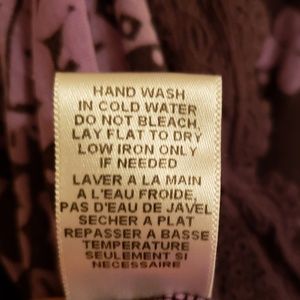 HAND WASH
IN COLD WATER
DO NOT BLEACH,
LAY FLAT TO DRY
LOW IRON ONLY
IF NEEDED
LAVER A LA MAIN
A L'EAU FROIDE,
PAS D'EAU DE JAVEL
SECHER A PLAT
REPASSER A BASSE
TEMPERATURE
SEULEMENT SI
NECESSAIRE